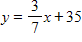 y = 3/7 x + 35